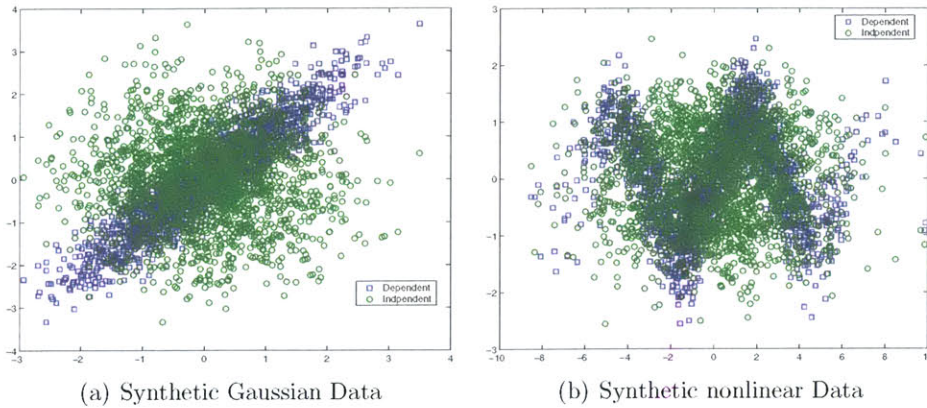 4
3
2
1
0
−1
−2
−3
−4
−3 −2 −1 0 1 2 3 4
Dependent
Indpendent
(a) Synthetic Gaussian Data
3
2
1
0
−1
−2
−3
−10 −8 −6 −4 −2 0 2 4 6 8 10
Dependent
Indpendent
(b) Synthetic nonlinear Data